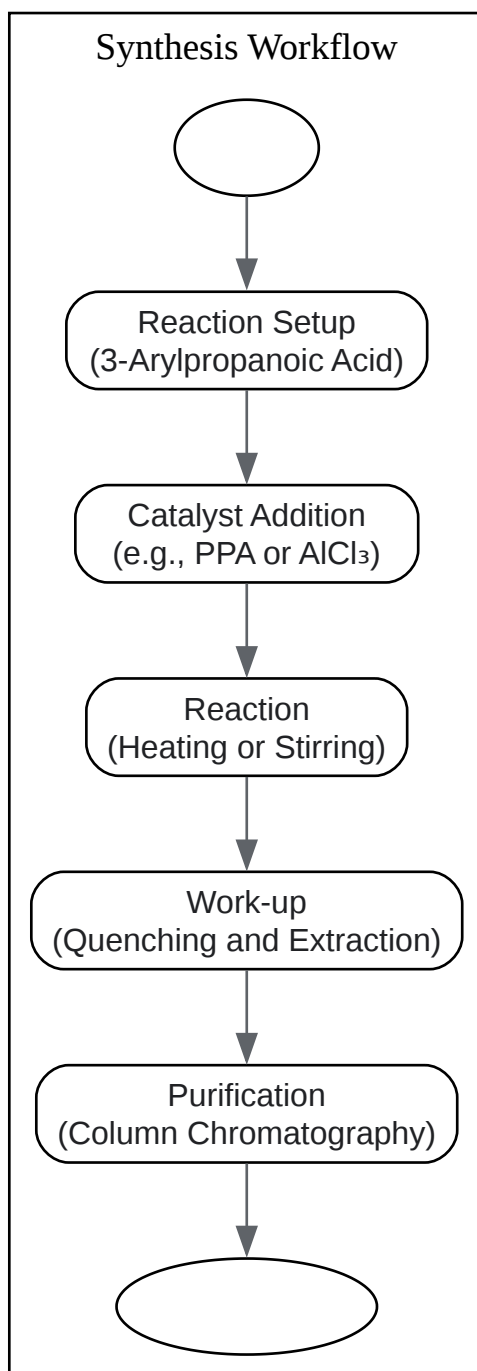 Synthesis Workflow
Reaction Setup
(3-Arylpropanoic Acid)
Catalyst Addition
(e.g., PPA or AlCl₃)
Reaction
(Heating or Stirring)
Work-up
(Quenching and Extraction)
Purification
(Column Chromatography)